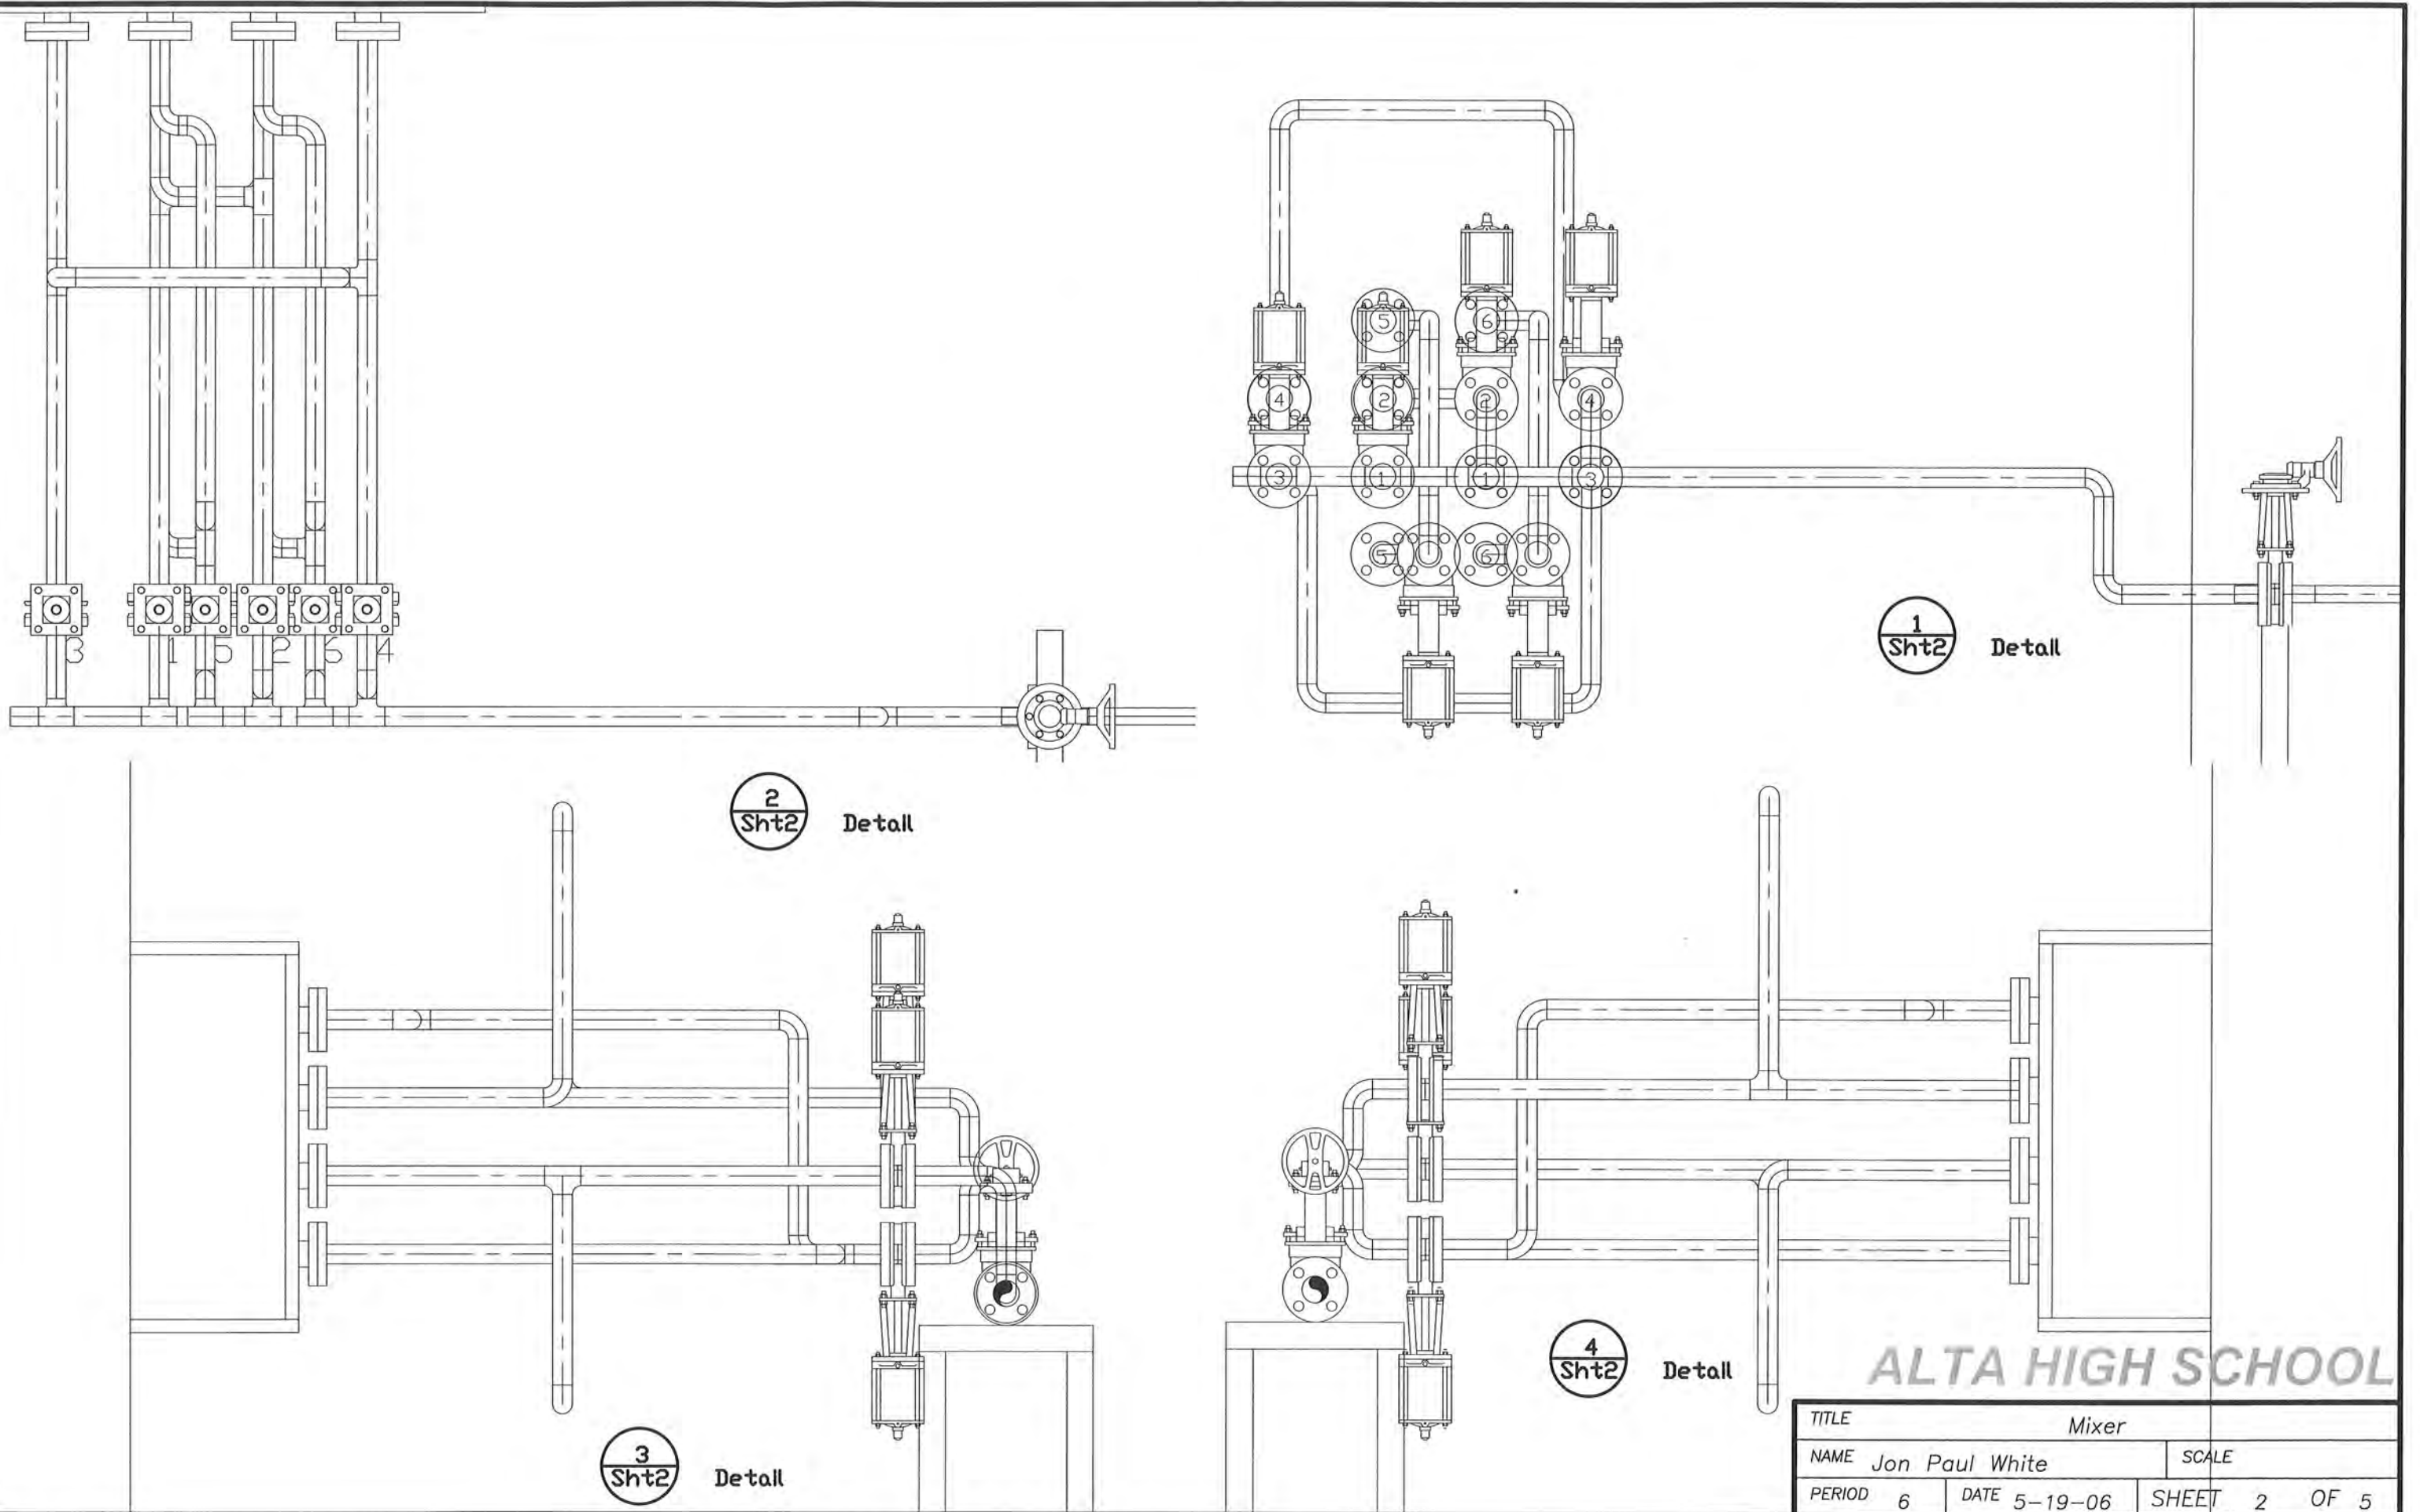 5 6
4 2 2 4
3 1 1 3
5 6
1
Sht2 Detail
3 1 5 2 6 4
2
Sht2 Detail
3
Sht2 Detail
4
Sht2 Detail
ALTA HIGH SCHOOL
TITLE Mixer
NAME Jon Paul White SCALE
PERIOD 6 DATE 5-19-06 SHEET 2 OF 5